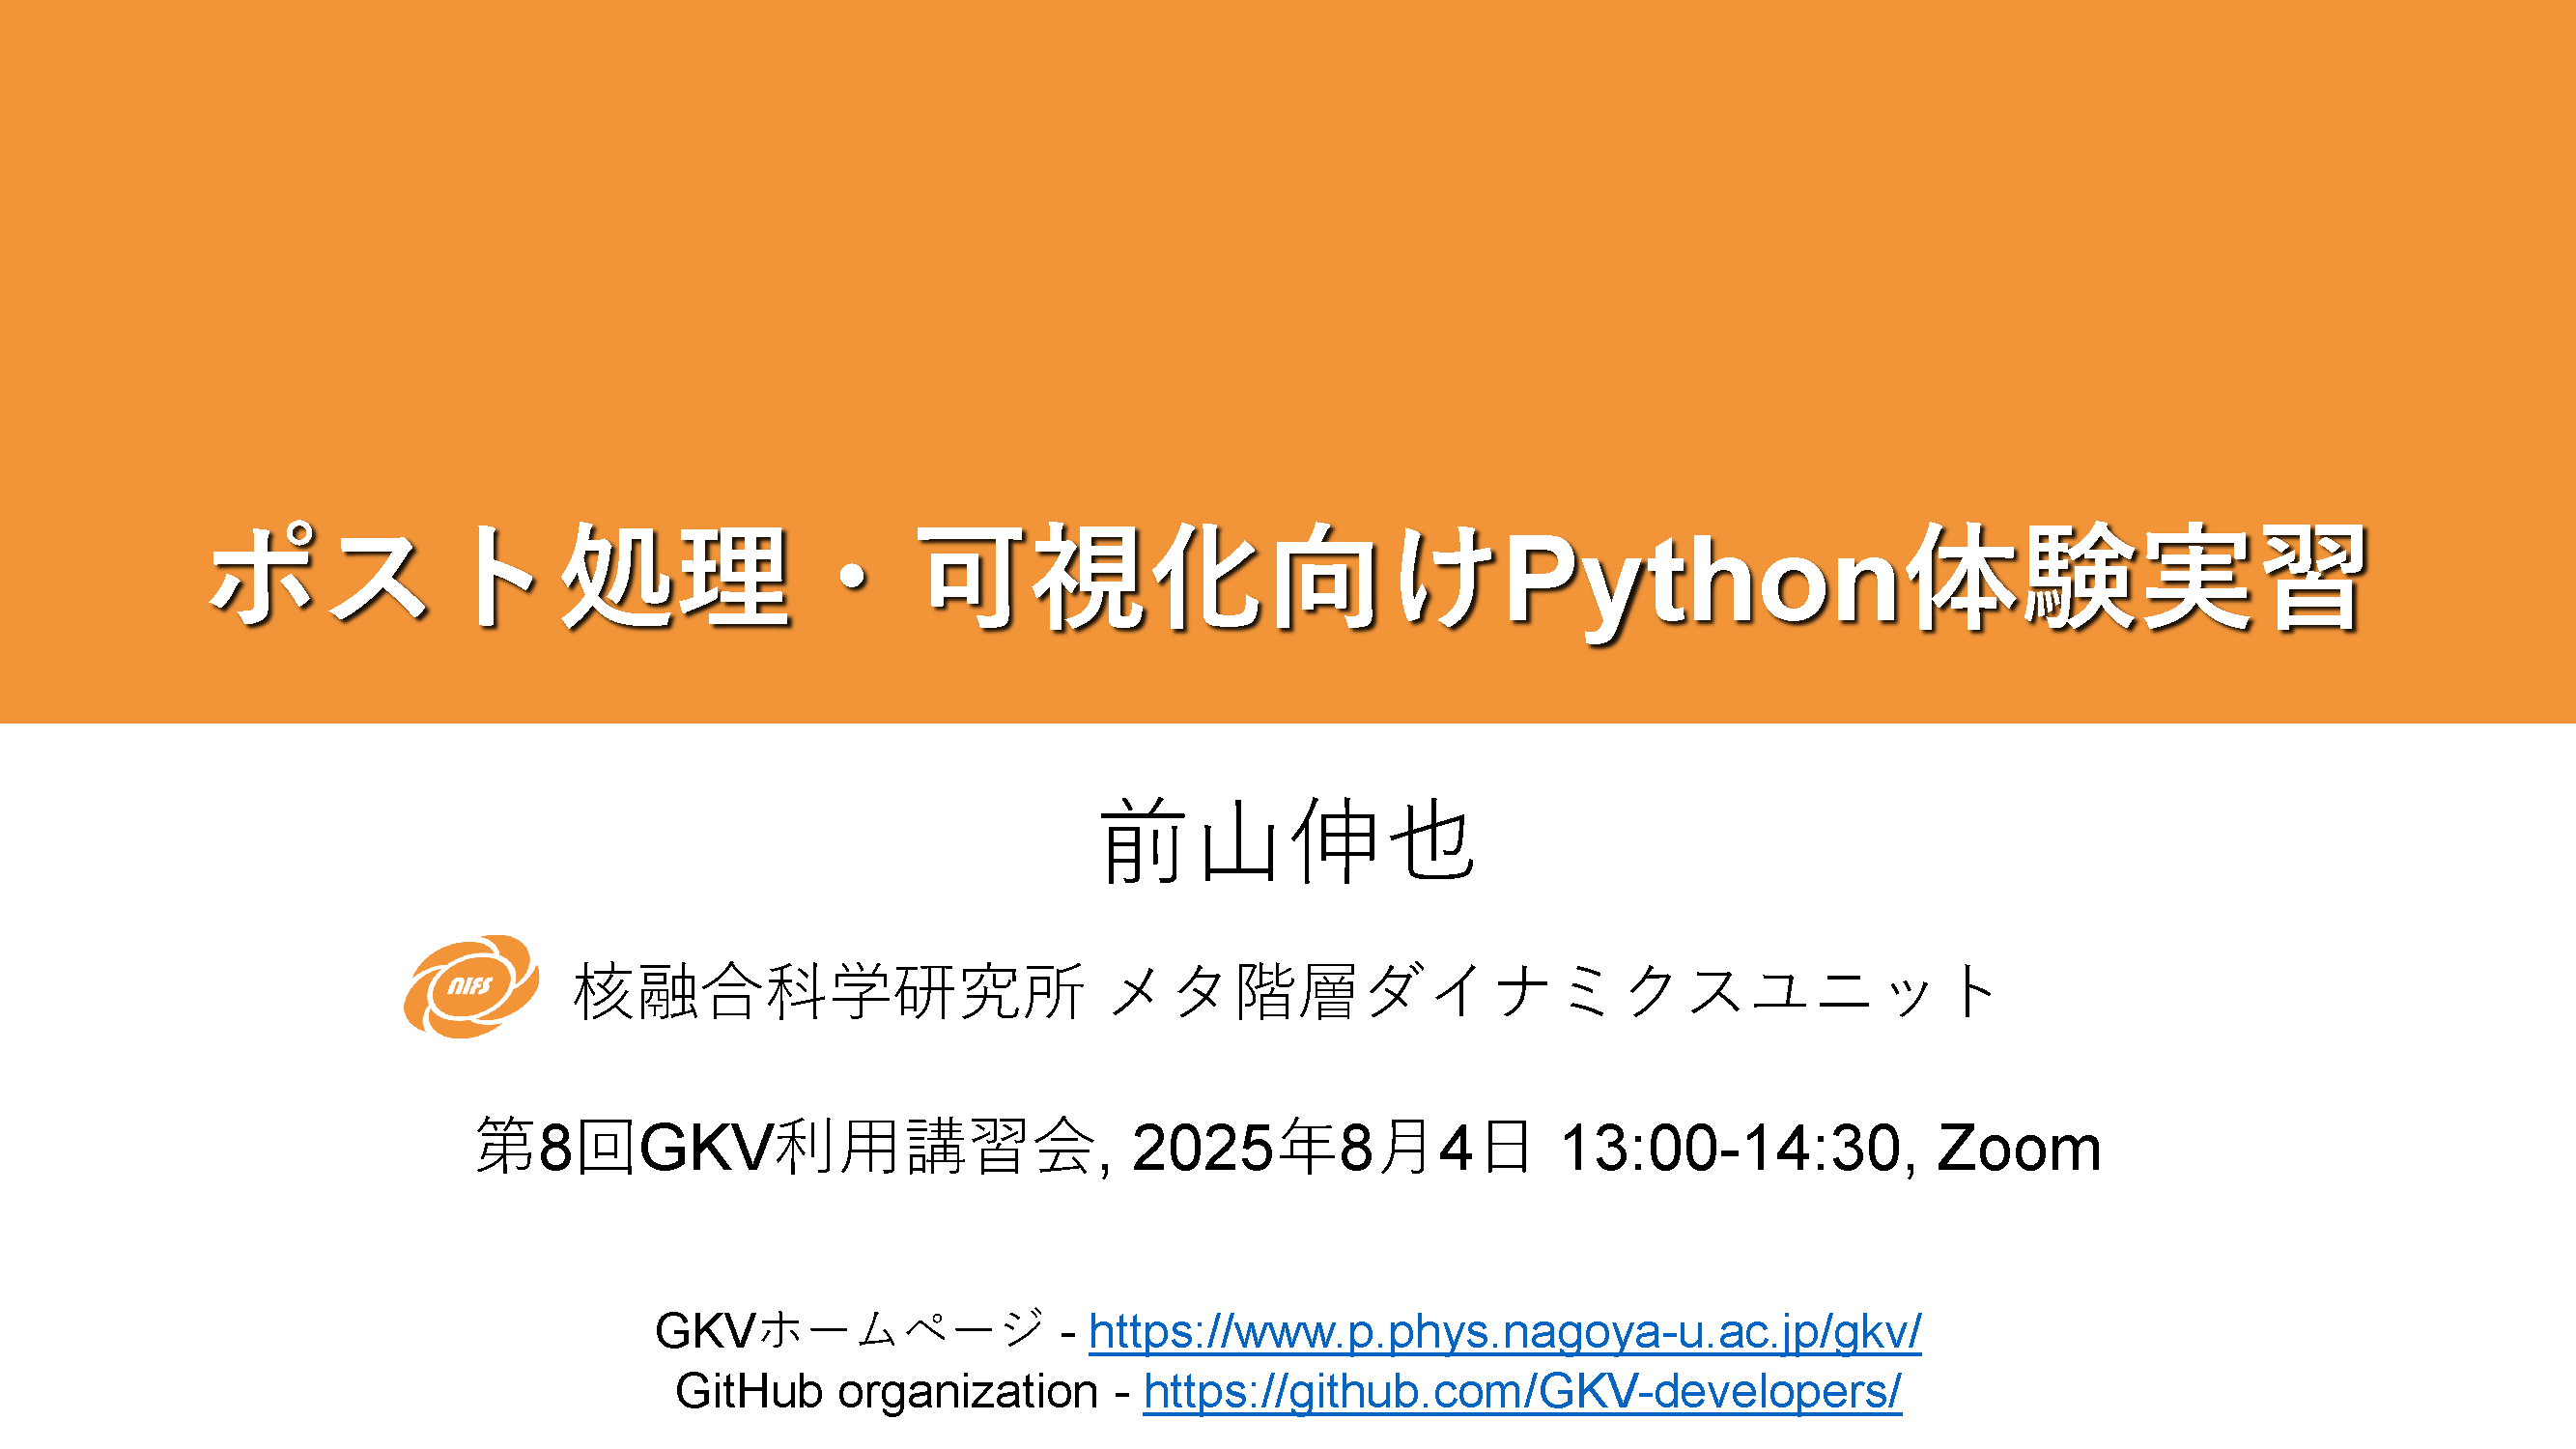 ポスト処理・可視化向けPython体験実習
前山伸也
NIFS
核融合科学研究所 メタ階層ダイナミクスユニット
第8回GKV利用講習会, 2025年8月4日 13:00-14:30, Zoom
GKVホームページ - https://www.p.phys.nagoya-u.ac.jp/gkv/
GitHub organization - https://github.com/GKV-developers/